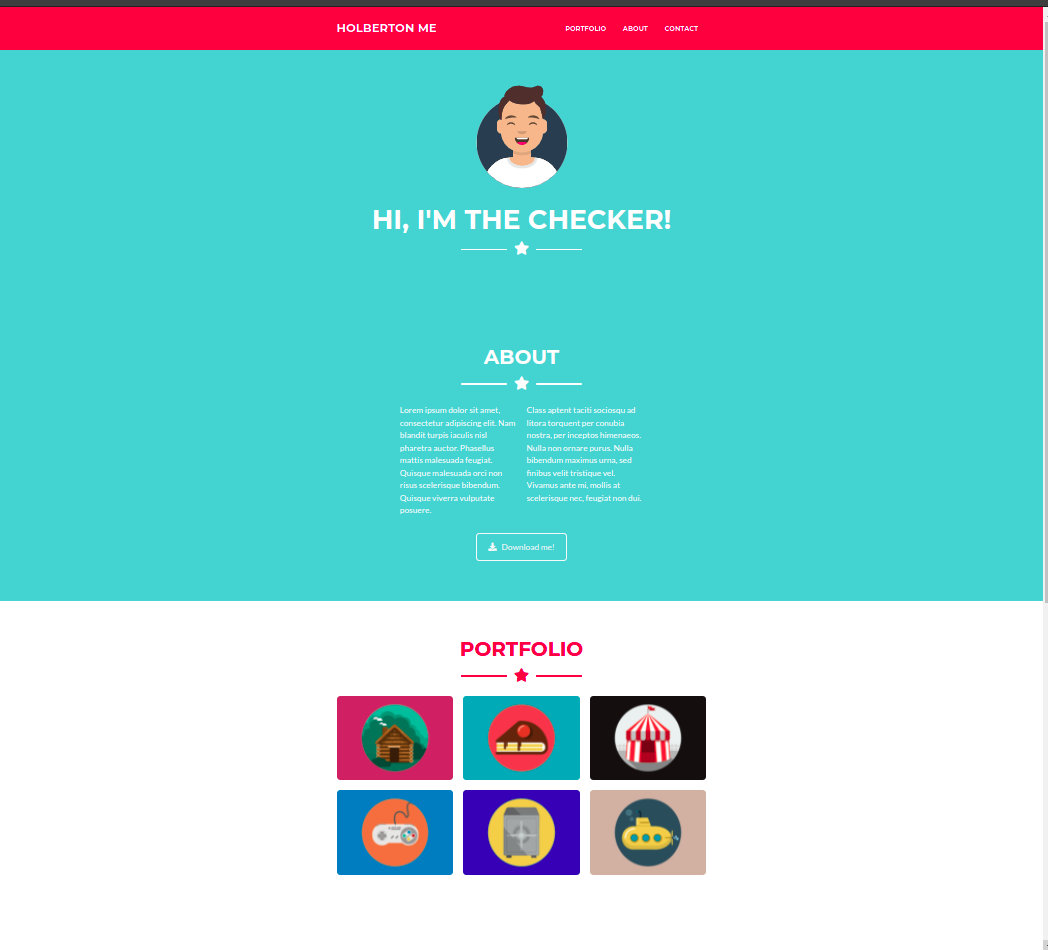 HOLBERTON ME
PORTFOLIO ABOUT CONTACT
HI, I'M THE CHECKER!
ABOUT
Lorem ipsum dolor sit amet,
consectetur adipiscing elit. Nam
blandit turpis iaculis nisl
pharetra auctor. Phasellus
mattis malesuada feugiat.
Quisque malesuada orci non
risus scelerisque bibendum.
Quisque viverra vulputate
posuere.
Class aptent taciti sociosqu ad
litora torquent per conubia
nostra, per inceptos himenaeos.
Nulla non ornare purus. Nulla
bibendum maximus urna, sed
finibus velit tristique vel.
Vivamus ante mi, mollis at
scelerisque nec, feugiat non dui.
Download me!
PORTFOLIO